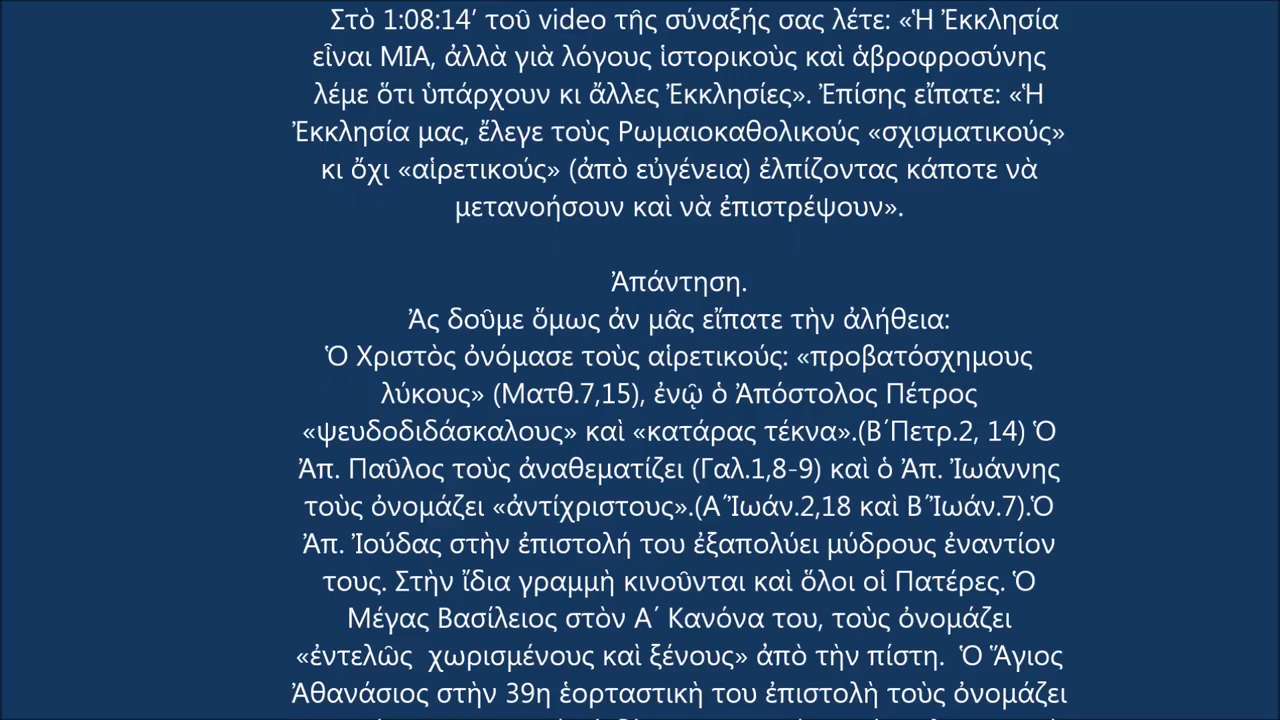 Στὸ 1:08:14′ τοῦ video τῆς σύναξής σας λέτε: «Ἡ Ἐκκλησία
εἶναι ΜΙΑ, ἀλλὰ γιὰ λόγους ἱστορικοὺς καὶ ἁβροφροσύνης
λέμε ὅτι ὑπάρχουν κι ἄλλες Ἐκκλησίες». Ἐπίσης εἴπατε: «Ἡ
Ἐκκλησία μας, ἔλεγε τοὺς Ρωμαιοκαθολικούς «σχισματικούς»
κι ὄχι «αἱρετικούς» (ἀπὸ εὐγένεια) ἐλπίζοντας κάποτε νὰ
μετανοήσουν καὶ νὰ ἐπιστρέψουν».
Ἀπάντηση.
Ἀς δοῦμε ὅμως ἀν μᾶς εἴπατε τὴν ἀλήθεια:
Ὁ Χριστὸς ὀνόμασε τοὺς αἱρετικούς: «προβατόσχημους
λύκους» (Ματθ.7,15), ἐνῷ ὁ Ἀπόστολος Πέτρος
«ψευδοδιδάσκαλους» καὶ «κατάρας τέκνα».(Β΄Πετρ.2, 14) Ὁ
Ἀπ. Παῦλος τοὺς ἀναθεματίζει (Γαλ.1,8-9) καὶ ὁ Ἀπ. Ἰωάννης
τοὺς ὀνομάζει «ἀντίχριστους».(Α΄Ἰωάν.2,18 καὶ Β΄Ἰωάν.7).Ὁ
Ἀπ. Ἰούδας στὴν ἐπιστολή του ἐξαπολύει μύδρους ἐναντίον
τους. Στὴν ἴδια γραμμὴ κινοῦνται καὶ ὅλοι οἱ Πατέρες. Ὁ
Μέγας Βασίλειος στὸν Α΄ Κανόνα του, τοὺς ὀνομάζει
«ἐντελῶς  χωρισμένους καὶ ξένους» ἀπὸ τὴν πίστη.  Ὁ Ἅγιος
Ἀθανάσιος στὴν 39η ἑορταστικὴ του ἐπιστολὴ τοὺς ὀνομάζει